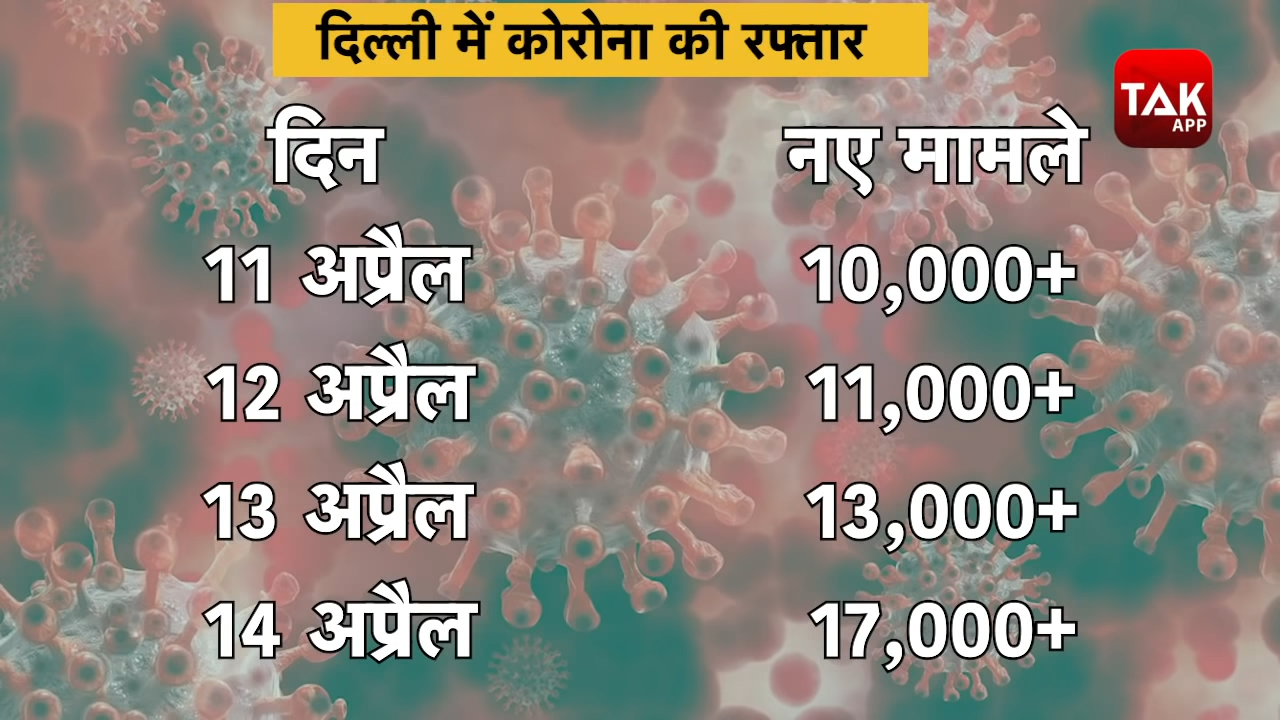 दिल्ली में कोरोना की रफ्तार
TAK
APP
दिन नए मामले
11 अप्रैल 10,000+
12 अप्रैल 11,000+
13 अप्रैल 13,000+
14 अप्रैल 17,000+